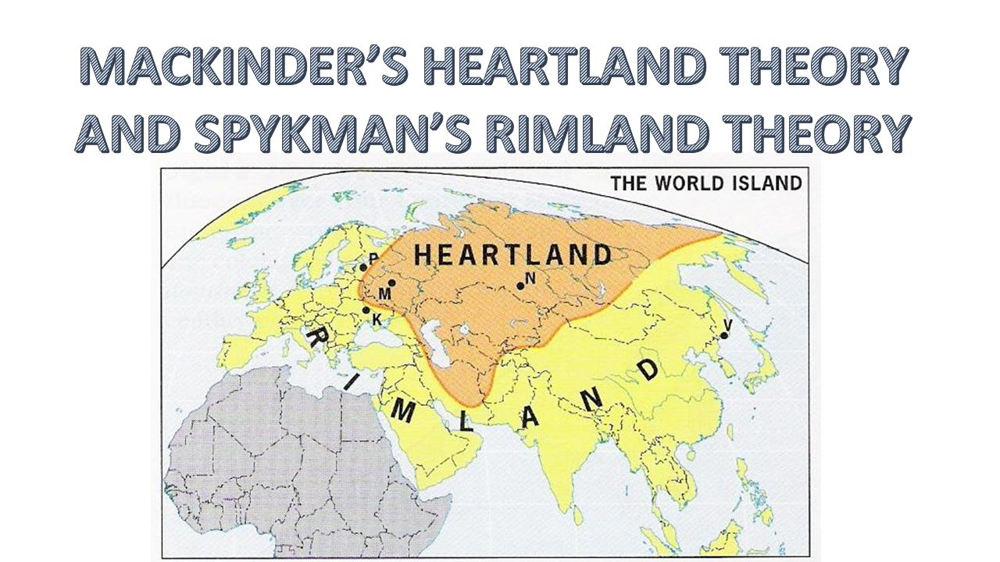 MACKINDER’S HEARTLAND THEORY
AND SPYKMAN’S RIMLAND THEORY
THE WORLD ISLAND
HEARTLAND
P
M
N
K
V
RIMLAND